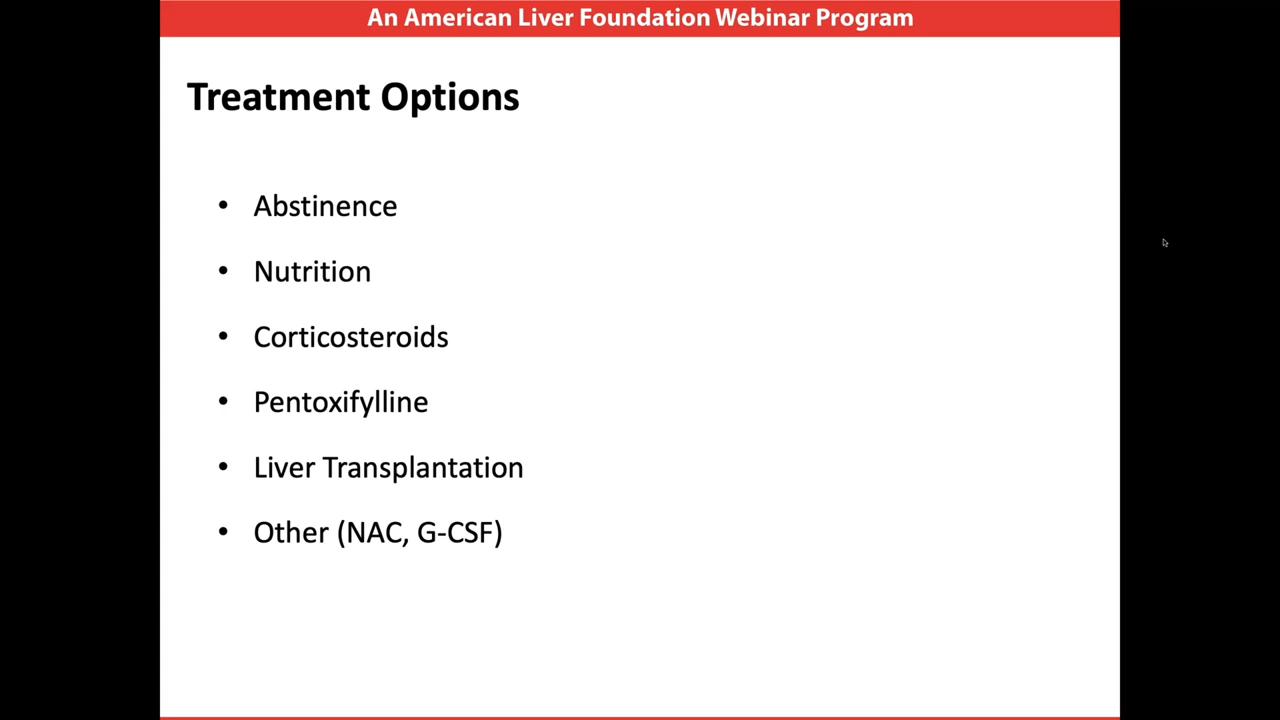 An American Liver Foundation Webinar Program
Treatment Options
• Abstinence
• Nutrition
• Corticosteroids
• Pentoxifylline
• Liver Transplantation
• Other (NAC, G-CSF)